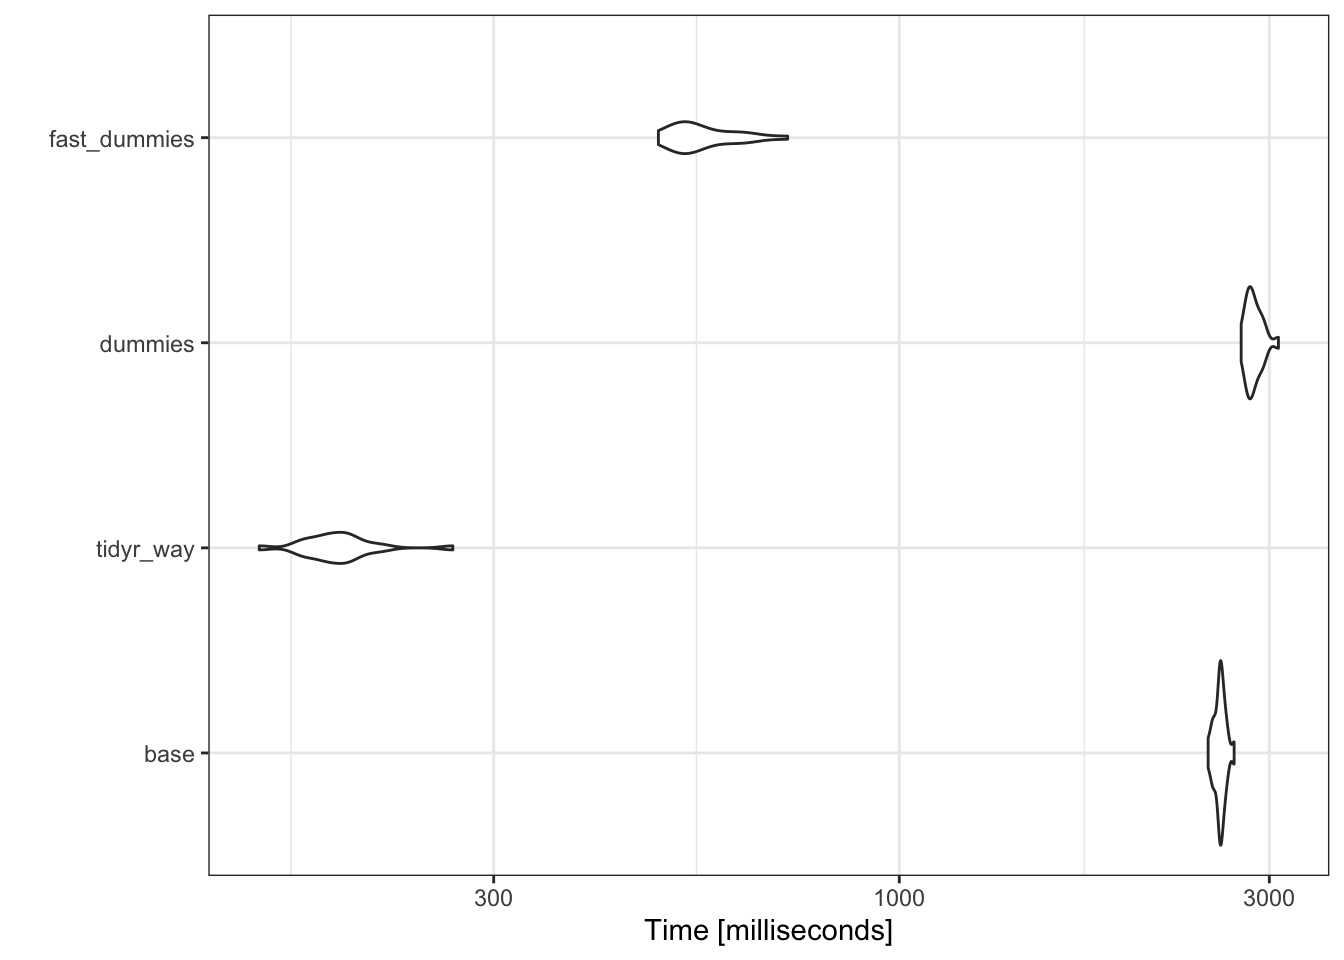 fast_dummies
dummies
tidyr_way
base
300 1000 3000
Time [milliseconds]